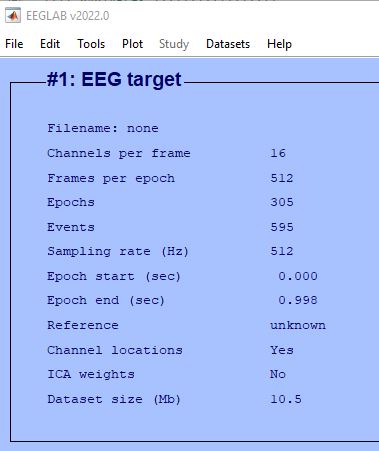 EEGLAB v2022.0
File Edit Tools Plot Study Datasets Help
#1: EEG target
Filename: none
Channels per frame 16
Frames per epoch 512
Epochs 305
Events 595
Sampling rate (Hz) 512
Epoch start (sec) 0.000
Epoch end (sec) 0.998
Reference unknown
Channel locations Yes
ICA weights No
Dataset size (Mb) 10.5